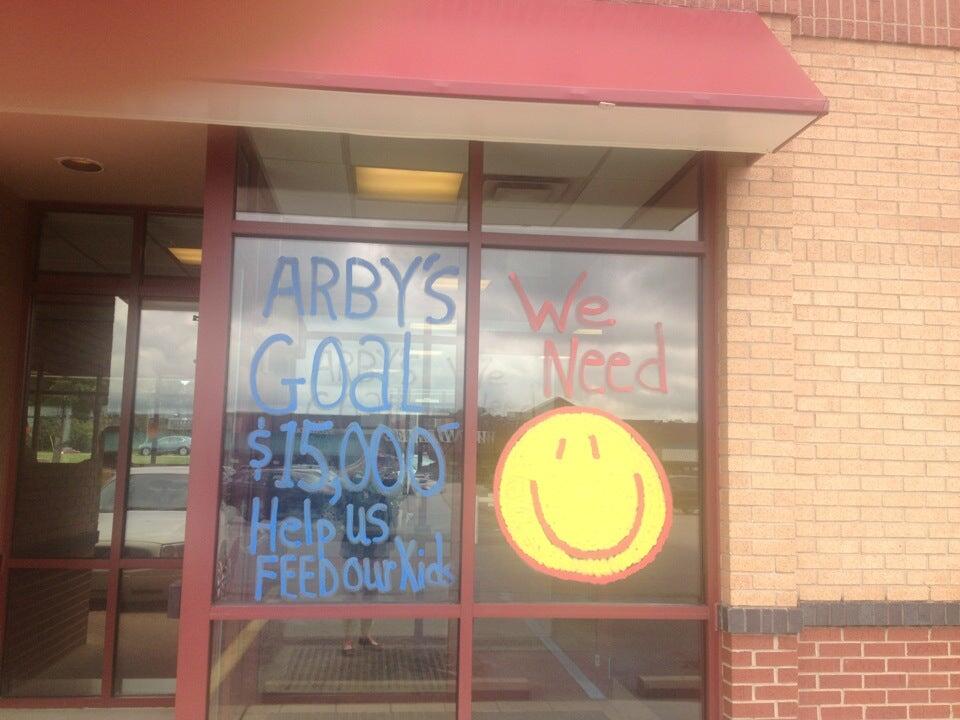 ARBY'S
GOal
$15,000
Help us
FEED our Kids
We
Need